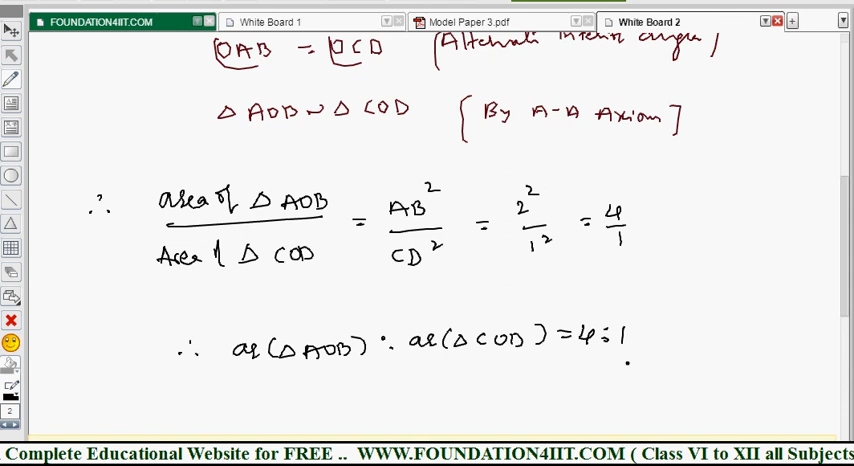 FOUNDATION4IIT.COM White Board 1 Model Paper 3.pdf White Board 2
OAB = OCD (Alternate interior angles)
Δ AOB ~ Δ COD [By A-A Axiom]
∴ area of Δ AOB / Area of Δ COD = AB² / CD² = 2² / 1² = 4 / 1
∴ ar(Δ AOB) : ar(Δ COD) = 4:1
2
Complete Educational Website for FREE .. WWW.FOUNDATION4IIT.COM ( Class VI to XII all Subjects